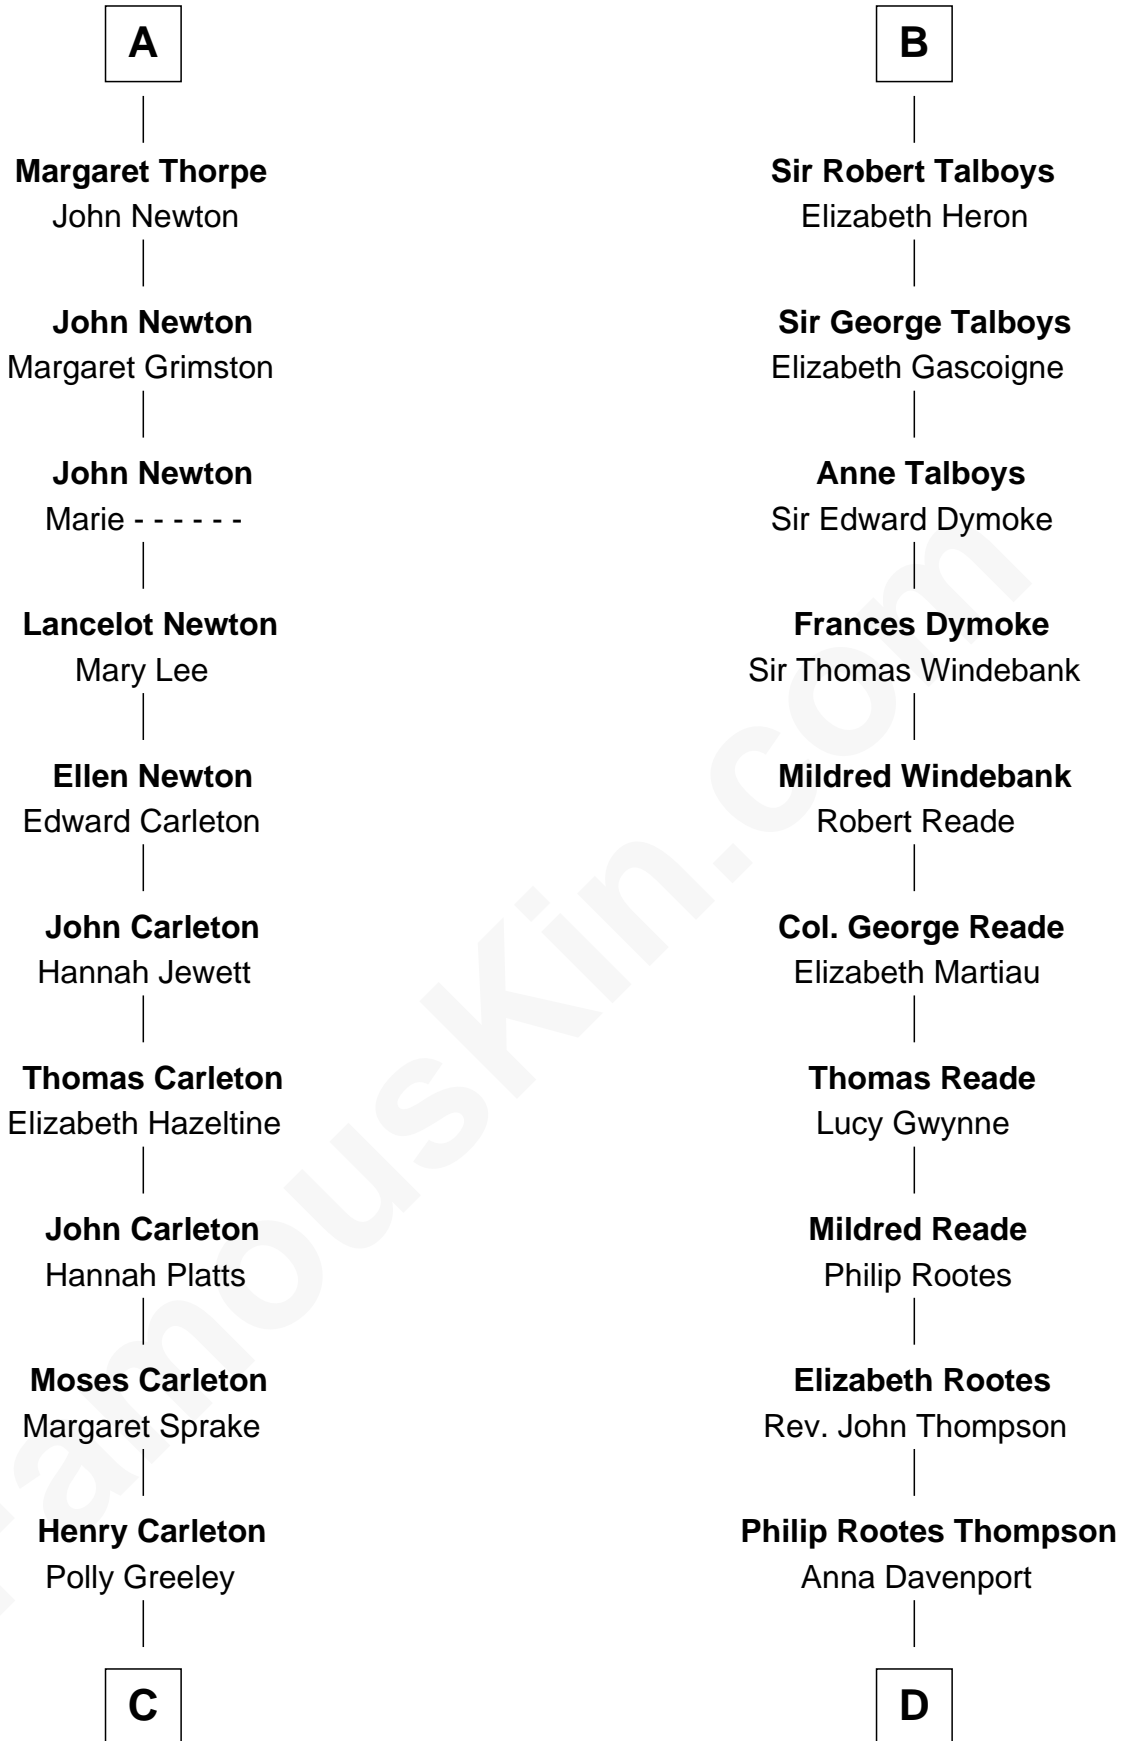 A
Margaret Thorpe
John Newton
John Newton
Margaret Grimston
John Newton
Marie - - - - - -
Lancelot Newton
Mary Lee
Ellen Newton
Edward Carleton
John Carleton
Hannah Jewett
Thomas Carleton
Elizabeth Hazeltine
John Carleton
Hannah Platts
Moses Carleton
Margaret Sprake
Henry Carleton
Polly Greeley
C
B
Sir Robert Talboys
Elizabeth Heron
Sir George Talboys
Elizabeth Gascoigne
Anne Talboys
Sir Edward Dymoke
Frances Dymoke
Sir Thomas Windebank
Mildred Windebank
Robert Reade
Col. George Reade
Elizabeth Martiau
Thomas Reade
Lucy Gwynne
Mildred Reade
Philip Rootes
Elizabeth Rootes
Rev. John Thompson
Philip Rootes Thompson
Anna Davenport
D
FamousKin.com